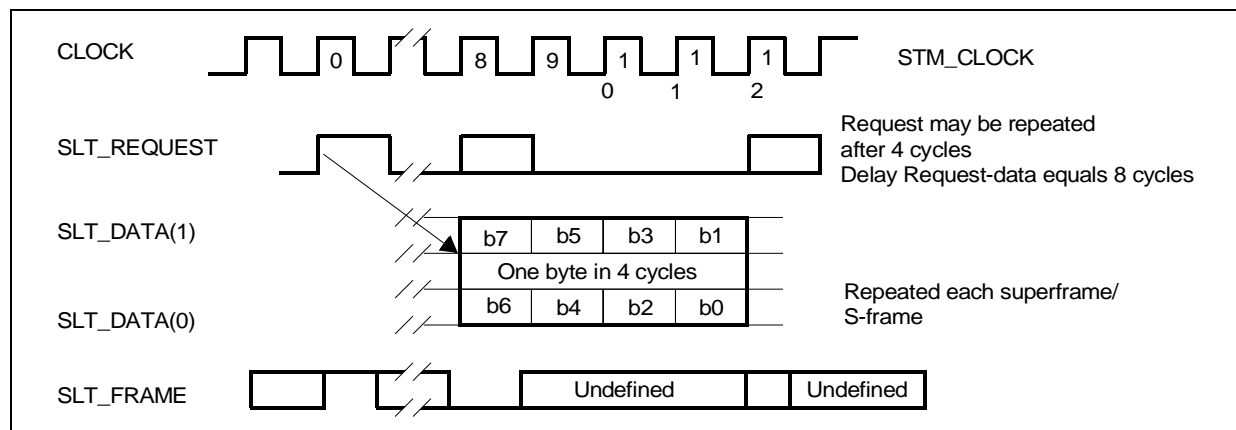 CLOCK
0 8 9 1 1 1
0 1 2
STM_CLOCK
SLT_REQUEST
Request may be repeated
after 4 cycles
Delay Request-data equals 8 cycles
SLT_DATA(1)
b7 b5 b3 b1
One byte in 4 cycles
b6 b4 b2 b0
SLT_DATA(0)
Repeated each superframe/
S-frame
SLT_FRAME
Undefined Undefined